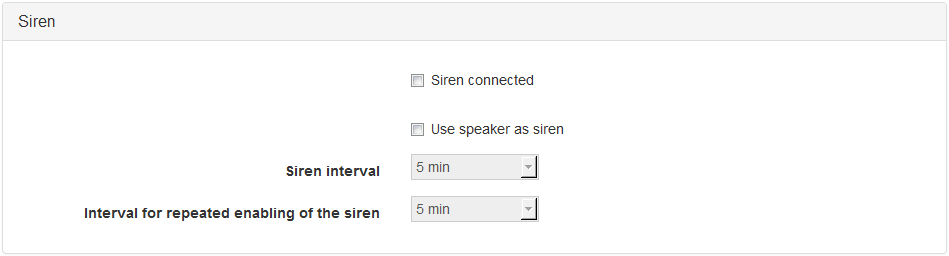 Siren
Siren connected
Use speaker as siren
Siren interval 5 min
Interval for repeated enabling of the siren 5 min